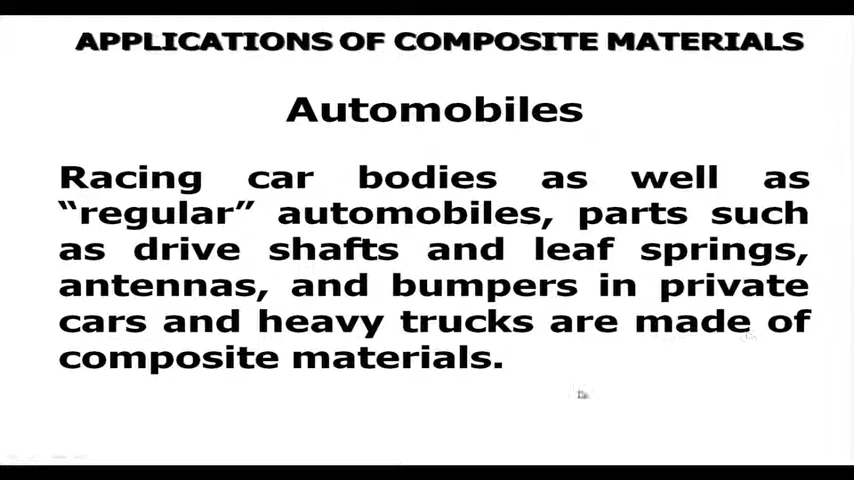 APPLICATIONS OF COMPOSITE MATERIALS
Automobiles
Racing car bodies as well as
“regular” automobiles, parts such
as drive shafts and leaf springs,
antennas, and bumpers in private
cars and heavy trucks are made of
composite materials.